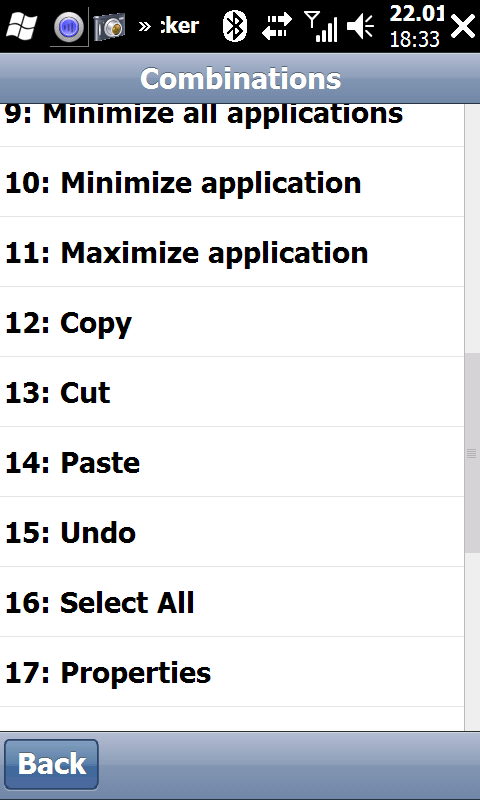 » cker 22.01
18:33
Combinations
9: Minimize all applications
10: Minimize application
11: Maximize application
12: Copy
13: Cut
14: Paste
15: Undo
16: Select All
17: Properties
Back